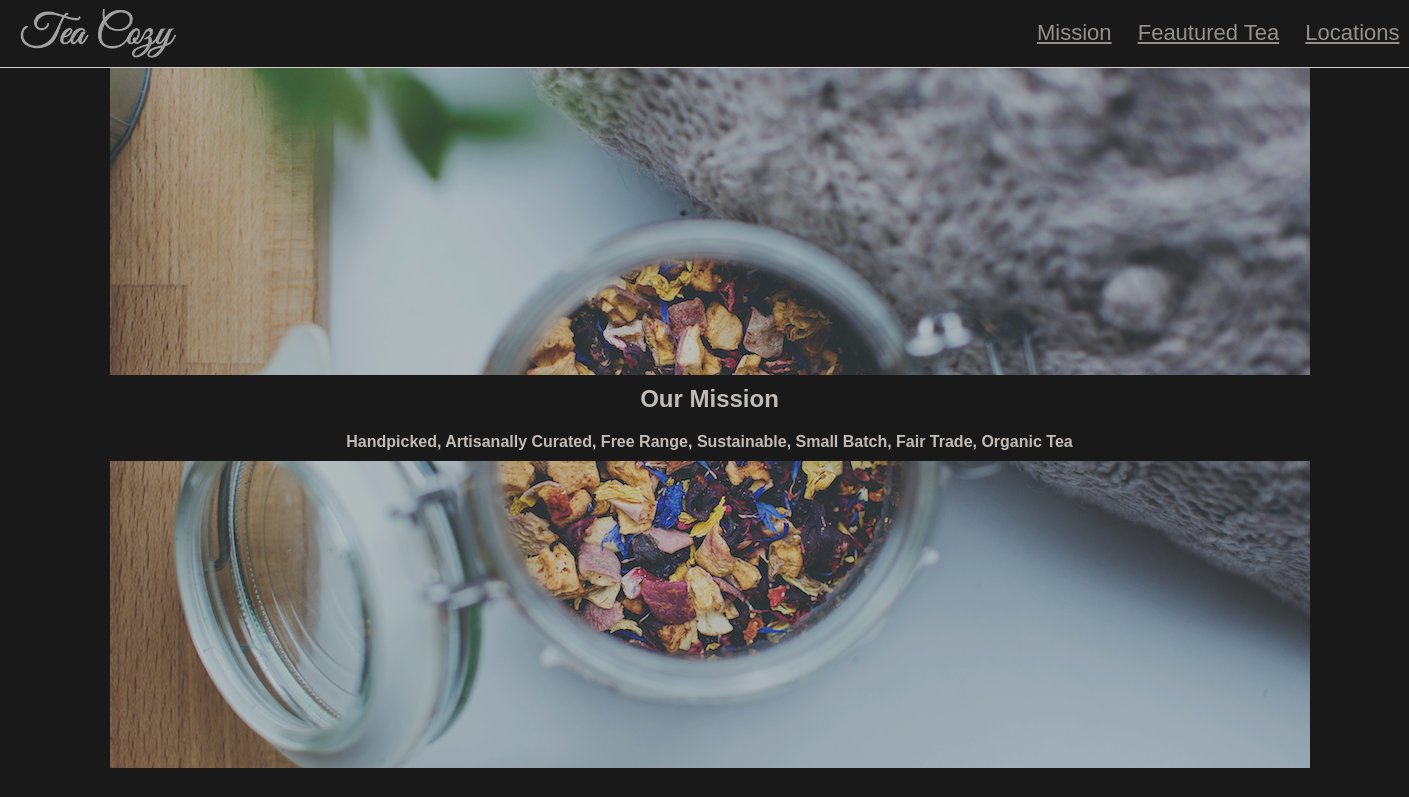 Tea Cozy
Mission Feautured Tea Locations
Our Mission
Handpicked, Artisanally Curated, Free Range, Sustainable, Small Batch, Fair Trade, Organic Tea